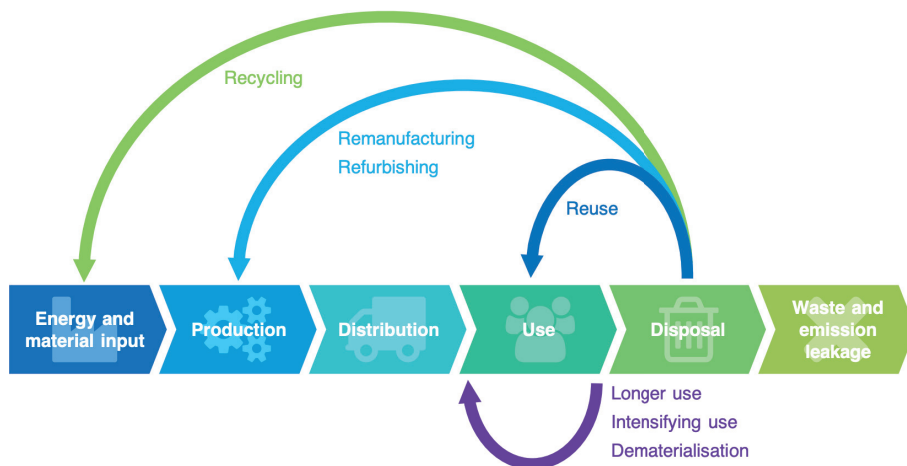 Recycling
Remanufacturing
Refurbishing
Reuse
Energy and
material input
Production
Distribution
Use
Disposal
Waste and
emission
leakage
Longer use
Intensifying use
Dematerialisation